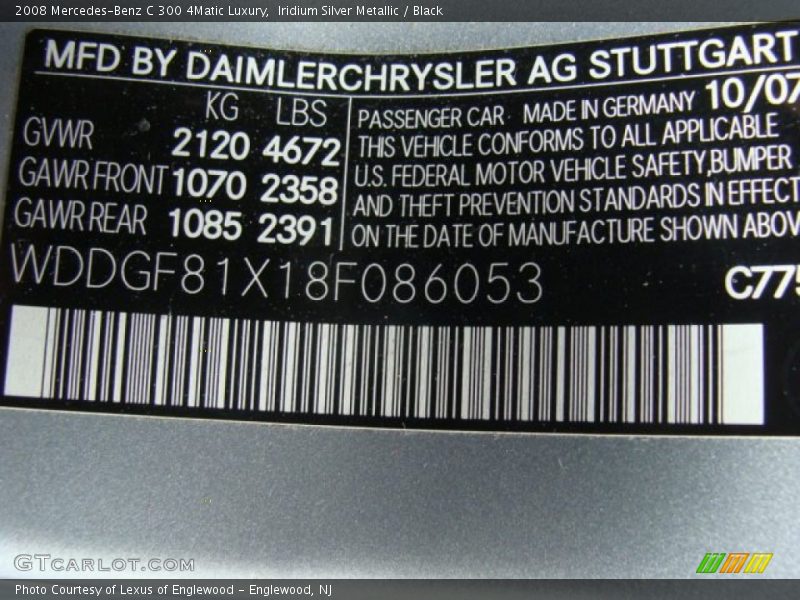 2008 Mercedes-Benz C 300 4Matic Luxury, Iridium Silver Metallic / Black
MFD BY DAIMLERCHRYSLER AG STUTTGART
10/07
KG LBS
GVWR 2120 4672
GAWR FRONT 1070 2358
GAWR REAR 1085 2391
PASSENGER CAR MADE IN GERMANY
THIS VEHICLE CONFORMS TO ALL APPLICABLE
U.S. FEDERAL MOTOR VEHICLE SAFETY, BUMPER
AND THEFT PREVENTION STANDARDS IN EFFECT
ON THE DATE OF MANUFACTURE SHOWN ABOV
WDDGF81X18F086053
C775
GTCARLOT.COM
Photo Courtesy of Lexus of Englewood - Englewood, NJ